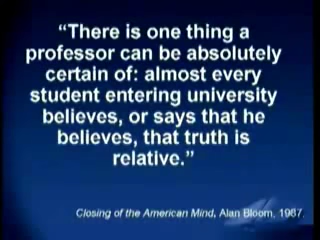 “There is one thing a
professor can be absolutely
certain of: almost every
student entering university
believes, or says that he
believes, that truth is
relative.”
Closing of the American Mind, Alan Bloom, 1987.